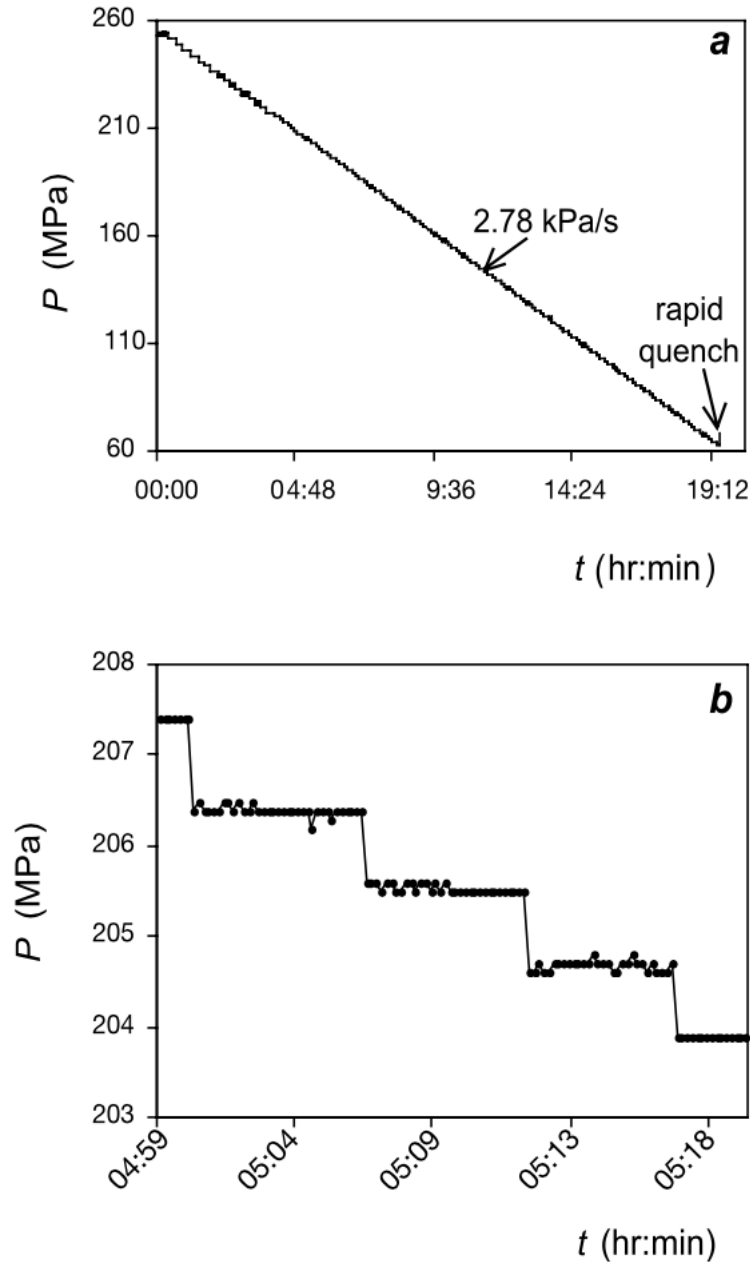 260
a
210
160
110
60
P (MPa)
2.78 kPa/s
rapid
quench
00:00 04:48 9:36 14:24 19:12
t (hr:min)
208
b
207
206
205
204
203
P (MPa)
04:59 05:04 05:09 05:13 05:18
t (hr:min)